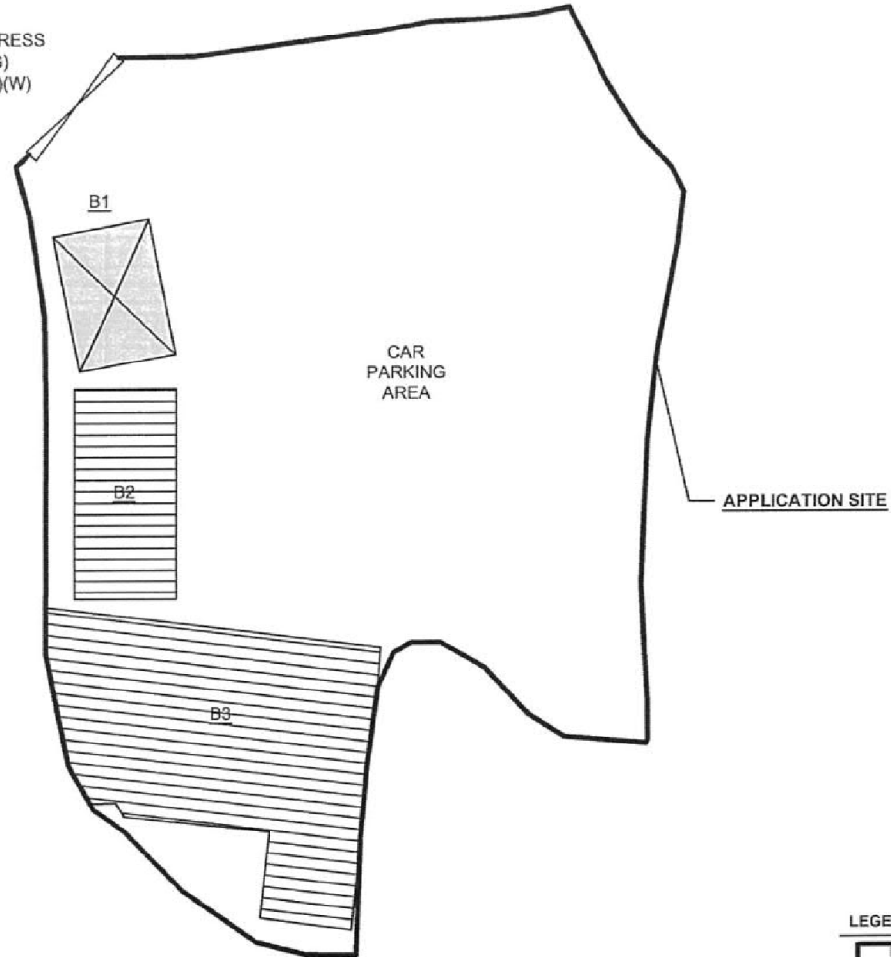 RESS
)
)(W)
B1
CAR
PARKING
AREA
B2
APPLICATION SITE
B3
LEGE